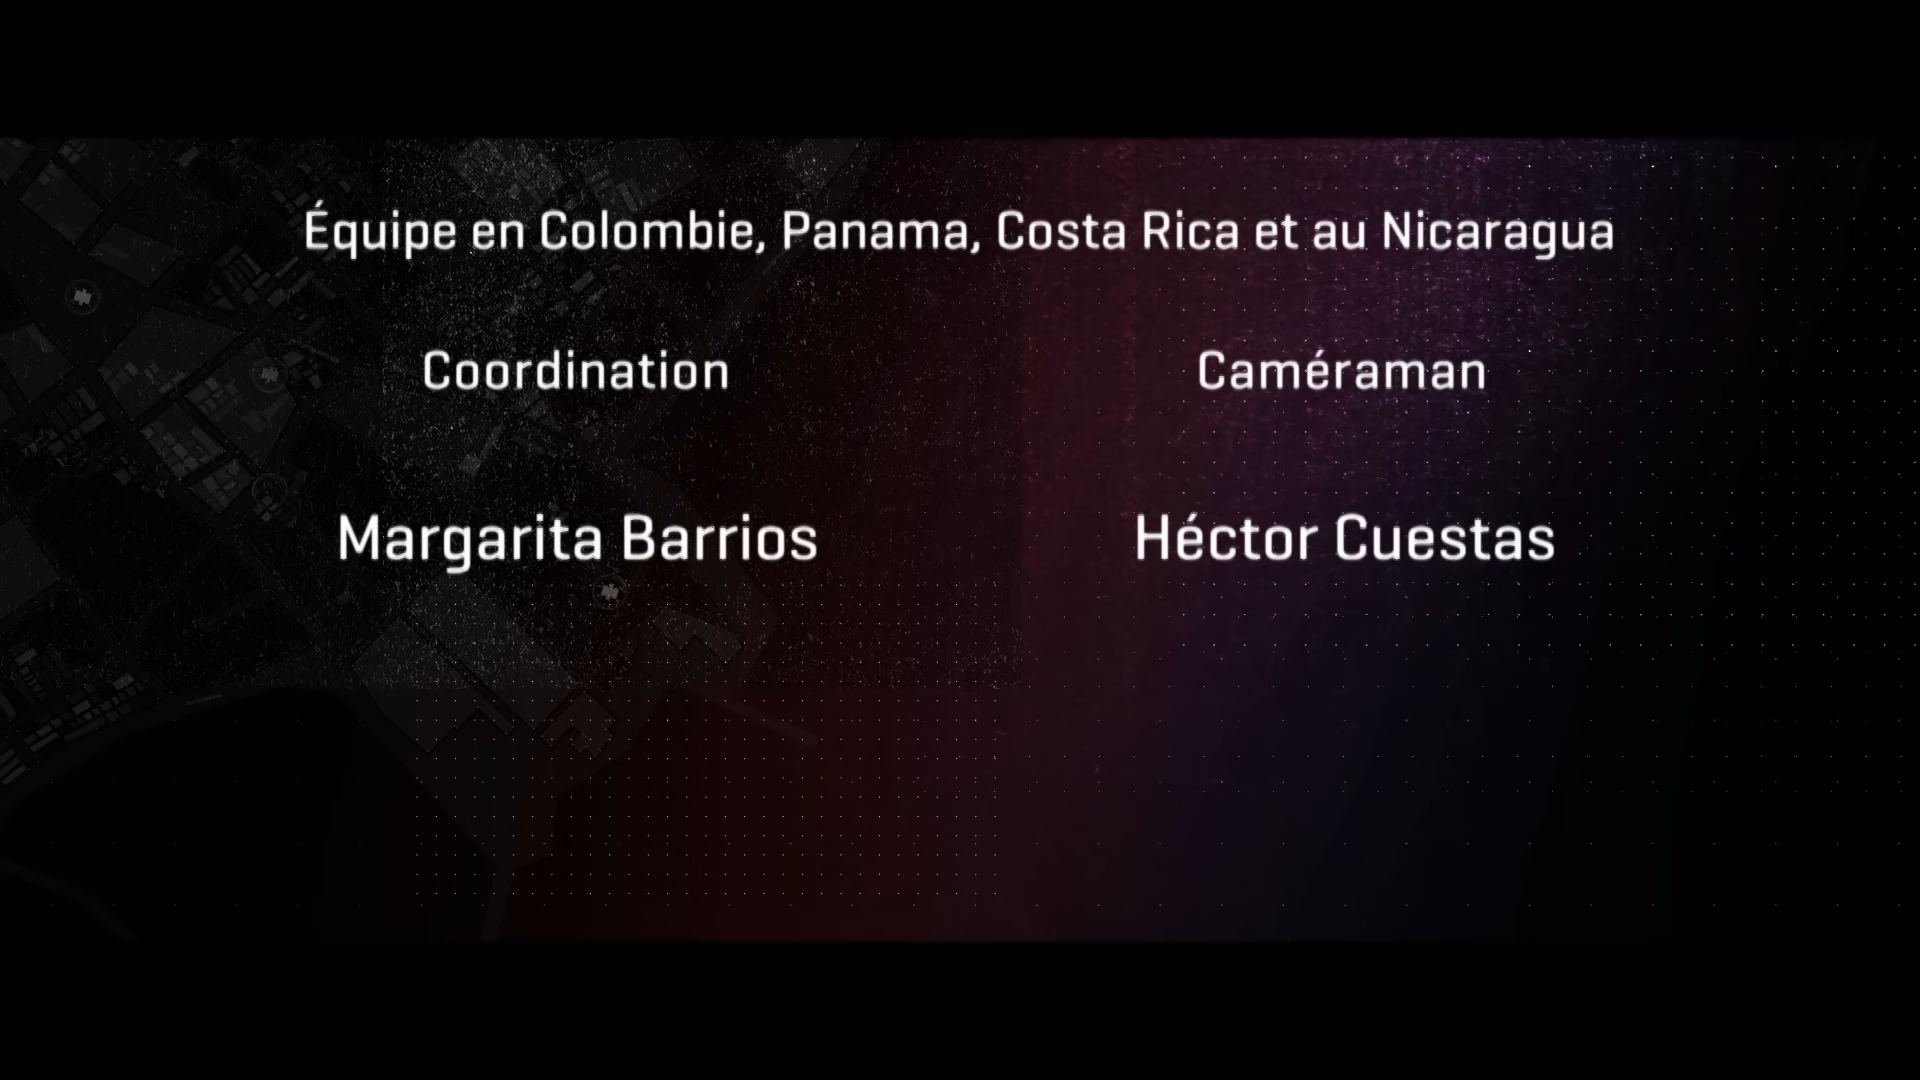 Équipe en Colombie, Panama, Costa Rica et au Nicaragua
Coordination
Caméraman
Margarita Barrios
Héctor Cuestas